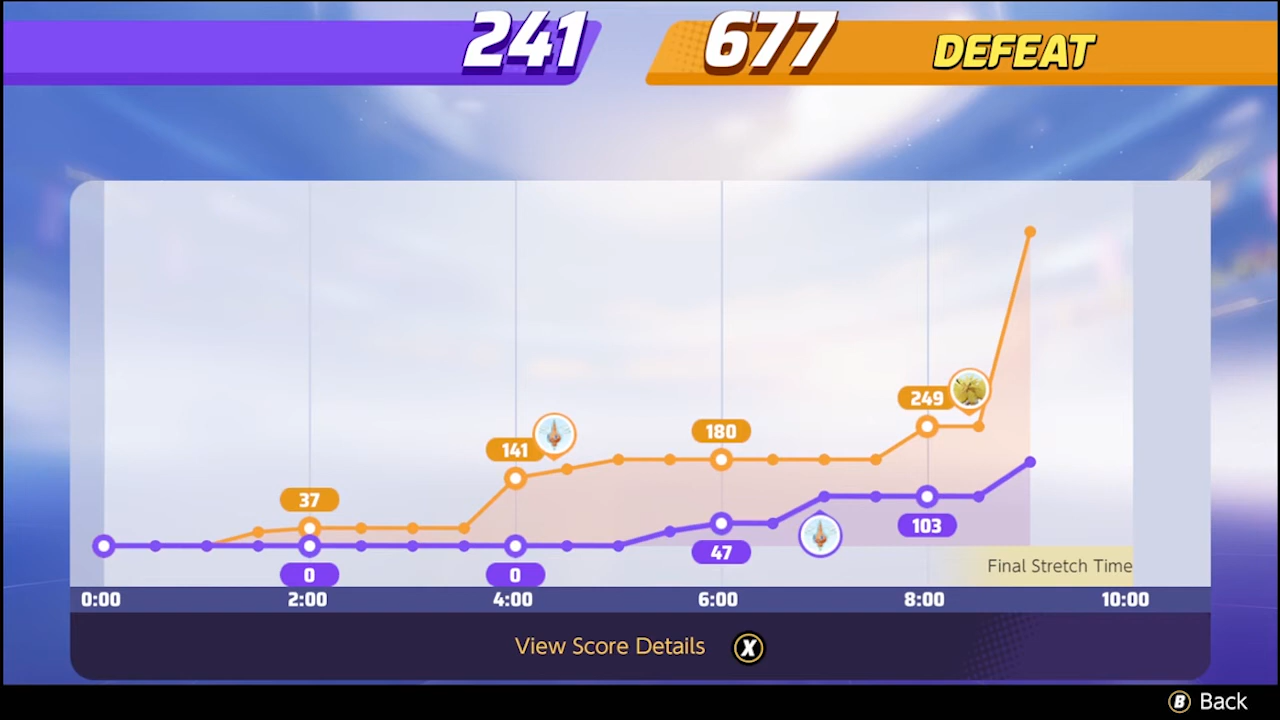 241
677 DEFEAT
249
141
180
37
103
47
0 0
Final Stretch Time
0:00 2:00 4:00 6:00 8:00 10:00
View Score Details X
B Back